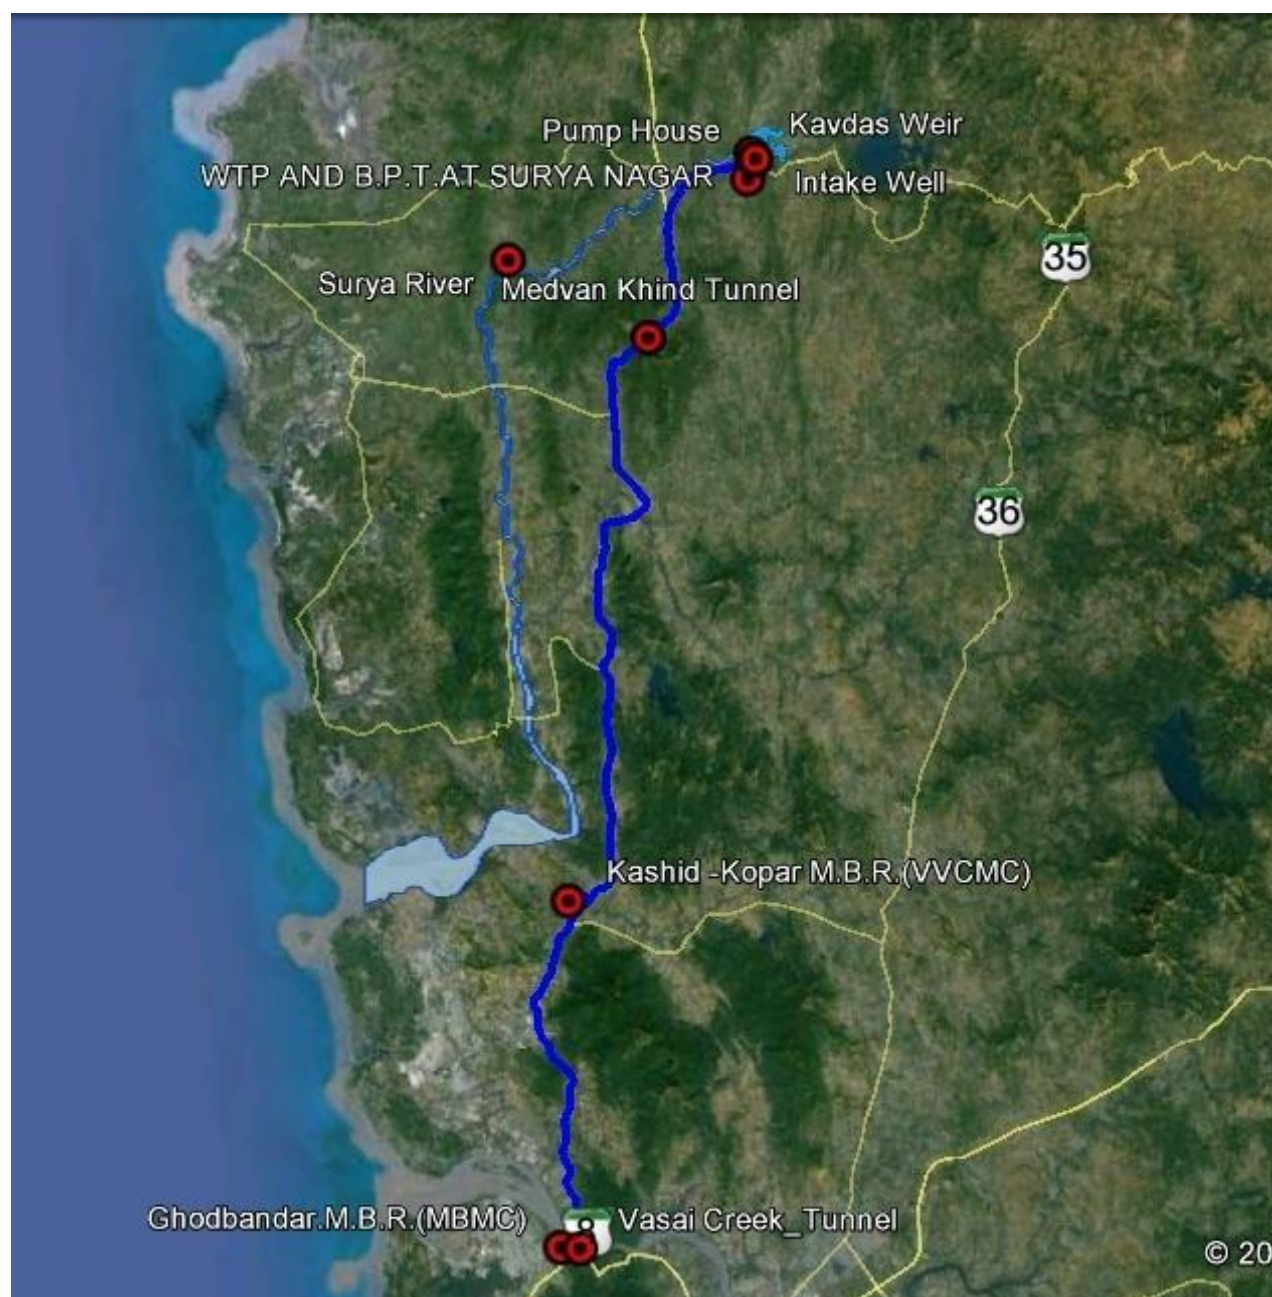 Pump House
Kavdas Weir
WTP AND B.P.T.AT SURYA NAGAR
Intake Well
35
Surya River
Medvan Khind Tunnel
36
Kashid -Kopar M.B.R.(VVCMC)
Ghodbandar.M.B.R.(MBMC)
8
Vasai Creek_Tunnel
© 20